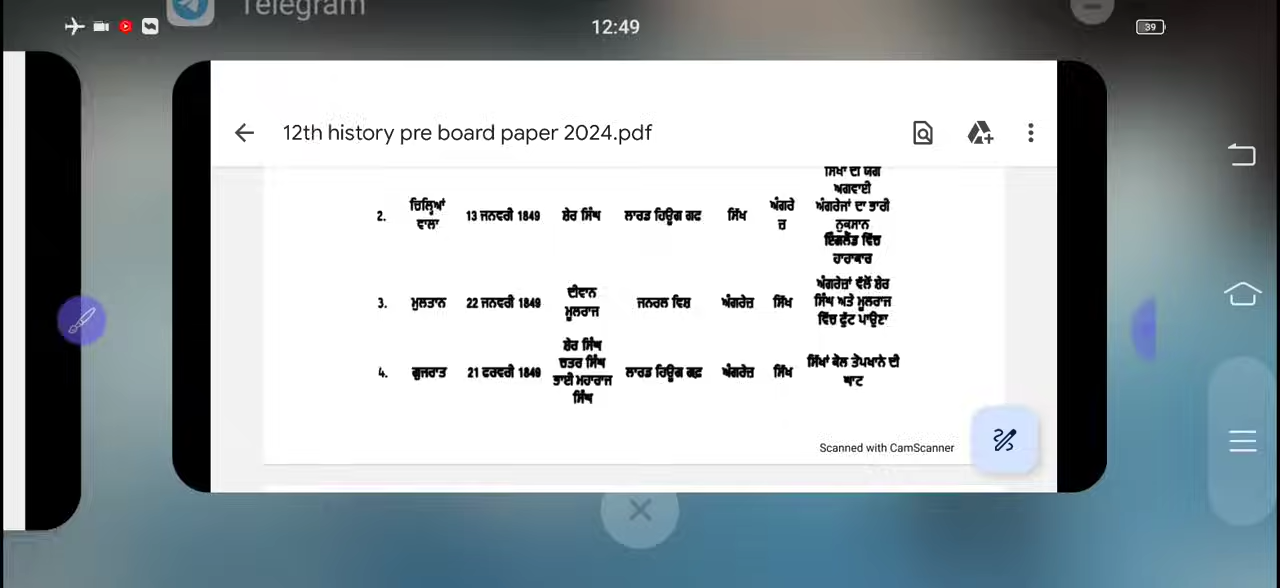 Telegram
12:49
39
12th history pre board paper 2024.pdf
ਸਿੱਖਾਂ ਦੀ ਯੋਗ
ਅਗਵਾਈ
2. ਚਿਲ੍ਹਿਆਂ ਵਾਲਾ 13 ਜਨਵਰੀ 1849 ਸ਼ੇਰ ਸਿੰਘ ਲਾਰਡ ਹਿਊਗ ਗਫ ਸਿੱਖ ਅੰਗਰੇਜ਼ ਅੰਗਰੇਜਾਂ ਦਾ ਭਾਰੀ
ਨੁਕਸਾਨ
ਇੰਗਲੈਂਡ ਵਿੱਚ
ਹਾਹਾਕਾਰ
3. ਮੁਲਤਾਨ 22 ਜਨਵਰੀ 1849 ਦੀਵਾਨ ਮੂਲਰਾਜ ਜਨਰਲ ਵਿਸ਼ ਅੰਗਰੇਜ਼ ਸਿੱਖ ਅੰਗਰੇਜ਼ਾਂ ਵੱਲੋਂ ਸ਼ੇਰ
ਸਿੰਘ ਅਤੇ ਮੂਲਰਾਜ
ਵਿੱਚ ਫੁੱਟ ਪਾਉਣਾ
4. ਗੁਜਰਾਤ 21 ਫਰਵਰੀ 1849 ਸ਼ੇਰ ਸਿੰਘ ਚਤਰ ਸਿੰਘ ਭਾਈ ਮਹਾਰਾਜ ਸਿੰਘ ਲਾਰਡ ਹਿਊਗ ਗਫ਼ ਅੰਗਰੇਜ਼ ਸਿੱਖ ਸਿੱਖਾਂ ਕੋਲ ਤੋਪਖਾਨੇ ਦੀ
ਘਾਟ
Scanned with CamScanner